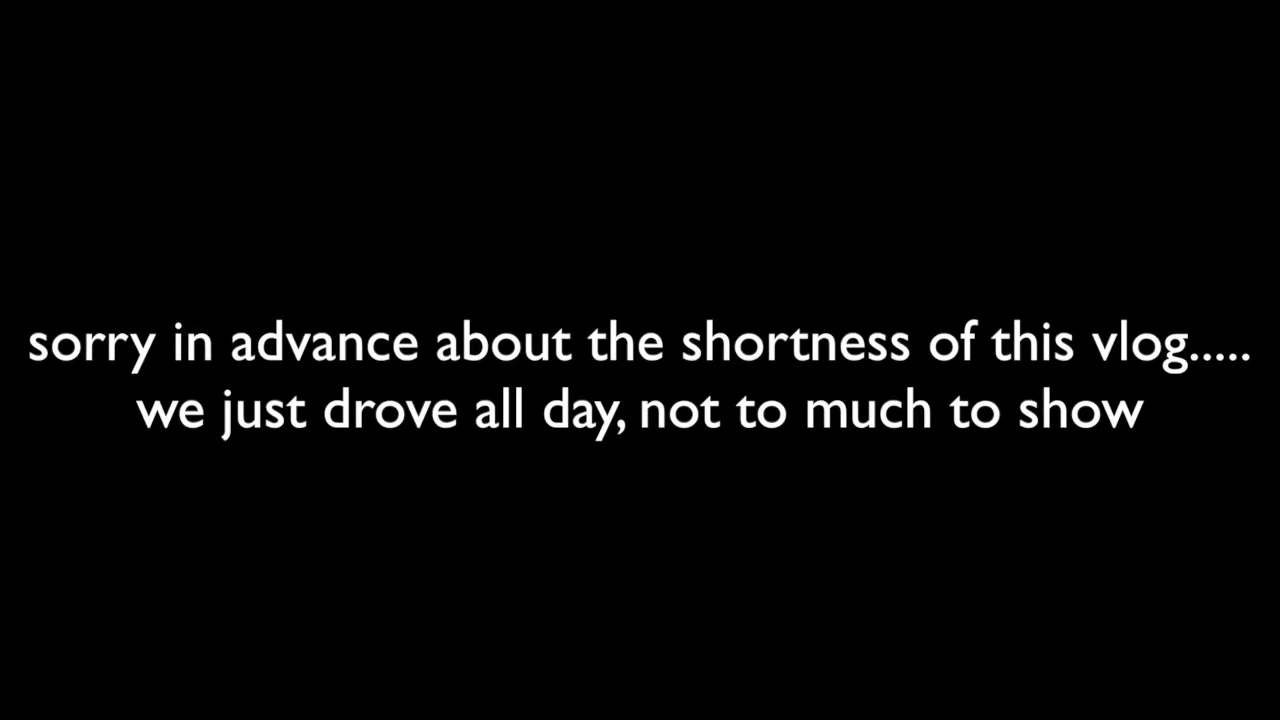 sorry in advance about the shortness of this vlog.....
we just drove all day, not to much to show